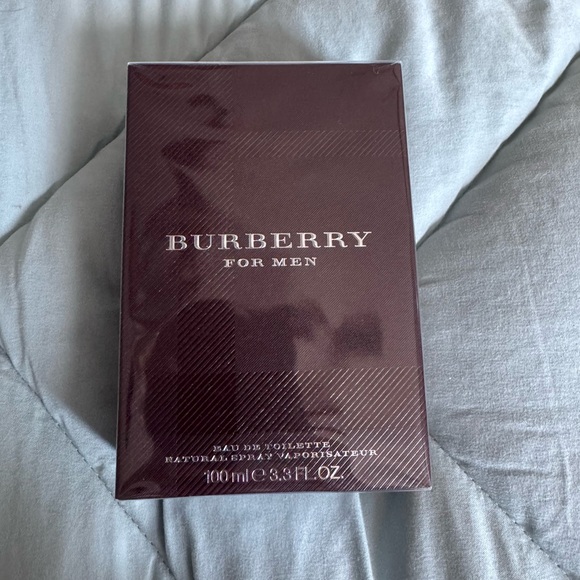 BURBERRY
FOR MEN
EAU DE TOILETTE
NATURAL SPRAY VAPORISATEUR
100 ml e 3.3 FL.OZ.